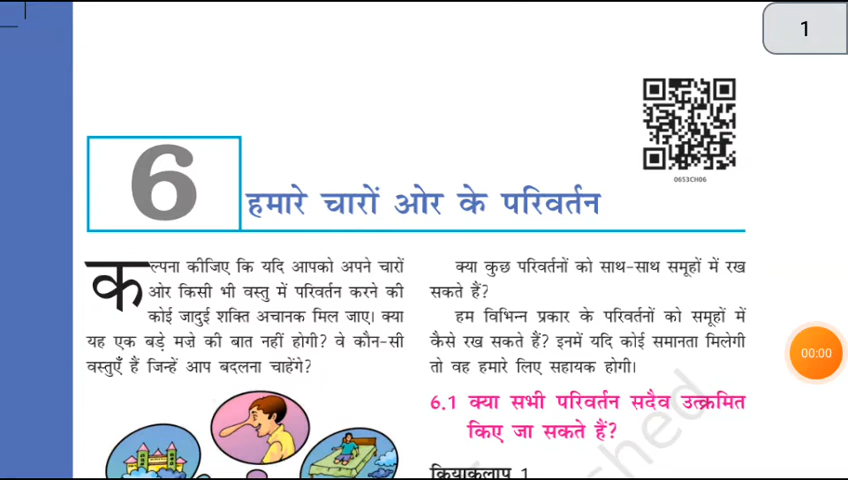 1
0653CH06
6 हमारे चारों ओर के परिवर्तन
कल्पना कीजिए कि यदि आपको अपने चारों
ओर किसी भी वस्तु में परिवर्तन करने की
कोई जादुई शक्ति अचानक मिल जाए। क्या
यह एक बड़े मज़े की बात नहीं होगी? वे कौन-सी
वस्तुएँ हैं जिन्हें आप बदलना चाहेंगे?
क्या कुछ परिवर्तनों को साथ-साथ समूहों में रख
सकते हैं?
हम विभिन्न प्रकार के परिवर्तनों को समूहों में
कैसे रख सकते हैं? इनमें यदि कोई समानता मिलेगी
तो वह हमारे लिए सहायक होगी।
6.1 क्या सभी परिवर्तन सदैव उत्क्रमित
किए जा सकते हैं?
क्रियाकलाप 1
00:00